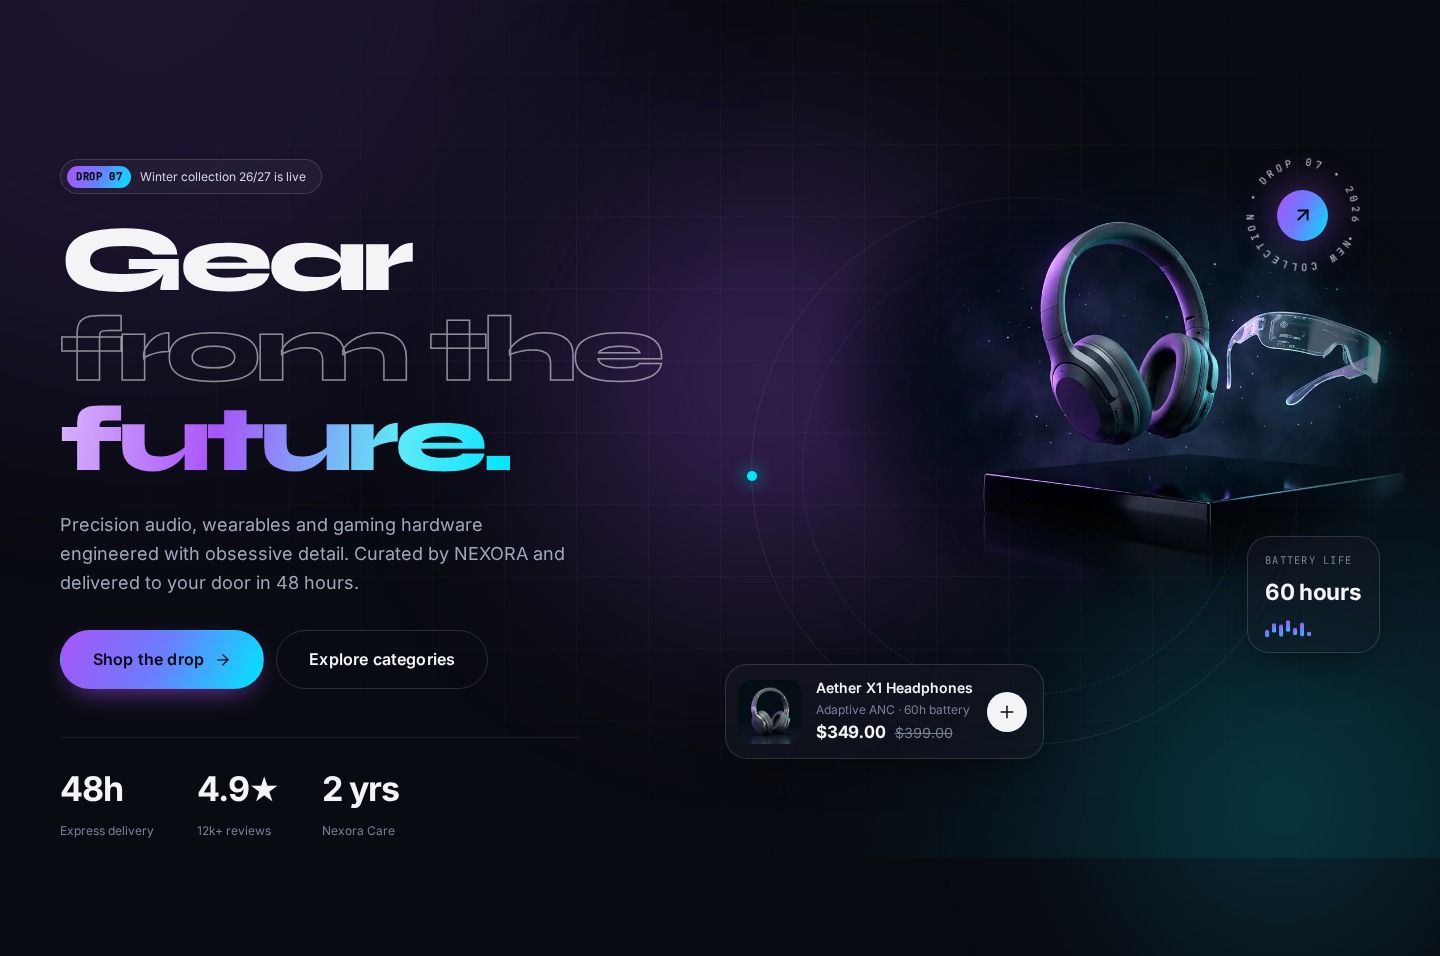 DROP 07 Winter collection 26/27 is live
Gear
from the
future.
Precision audio, wearables and gaming hardware
engineered with obsessive detail. Curated by NEXORA and
delivered to your door in 48 hours.
Shop the drop → Explore categories
48h 4.9★ 2 yrs
Express delivery 12k+ reviews Nexora Care
• DROP 07 • 2026 • NEW COLLECTION
BATTERY LIFE
60 hours
Aether X1 Headphones
Adaptive ANC · 60h battery
$349.00 $399.00